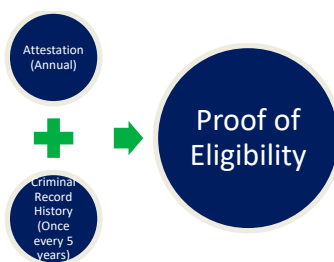 Attestation
(Annual)
Proof of
Eligibility
Criminal
Record
History
(Once
every 5
years)